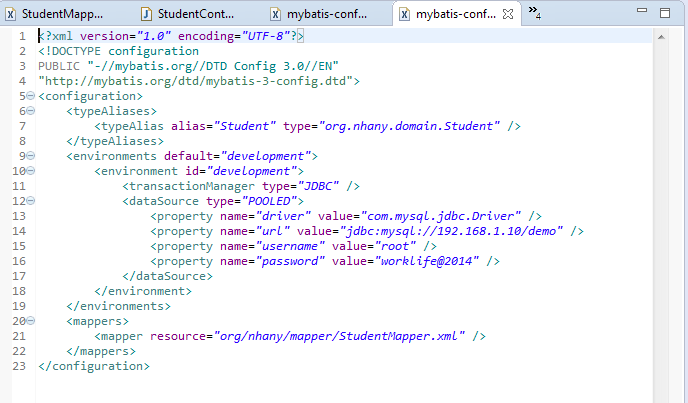 StudentMapp... StudentCont... mybatis-conf... mybatis-conf... »4
1 <?xml version="1.0" encoding="UTF-8"?>
2 <!DOCTYPE configuration
3 PUBLIC "-//mybatis.org//DTD Config 3.0//EN"
4 "http://mybatis.org/dtd/mybatis-3-config.dtd">
5 <configuration>
6 <typeAliases>
7 <typeAlias alias="Student" type="org.nhany.domain.Student" />
8 </typeAliases>
9 <environments default="development">
10 <environment id="development">
11 <transactionManager type="JDBC" />
12 <dataSource type="POOLED">
13 <property name="driver" value="com.mysql.jdbc.Driver" />
14 <property name="url" value="jdbc:mysql://192.168.1.10/demo" />
15 <property name="username" value="root" />
16 <property name="password" value="worklife@2014" />
17 </dataSource>
18 </environment>
19 </environments>
20 <mappers>
21 <mapper resource="org/nhany/mapper/StudentMapper.xml" />
22 </mappers>
23 </configuration>